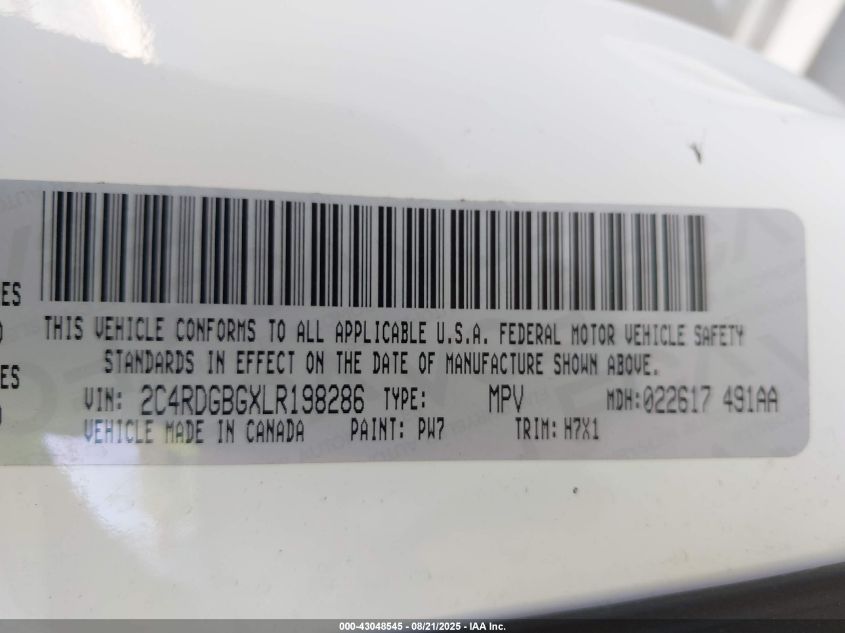 ES
THIS VEHICLE CONFORMS TO ALL APPLICABLE U.S.A. FEDERAL MOTOR VEHICLE SAFETY
STANDARDS IN EFFECT ON THE DATE OF MANUFACTURE SHOWN ABOVE.
ES
VIN: 2C4RDGBGXLR198286 TYPE: MPV MDH:022617 491AA
VEHICLE MADE IN CANADA PAINT: PW7 TRIM: H7X1
000-43048545 - 08/21/2025 - IAA Inc.